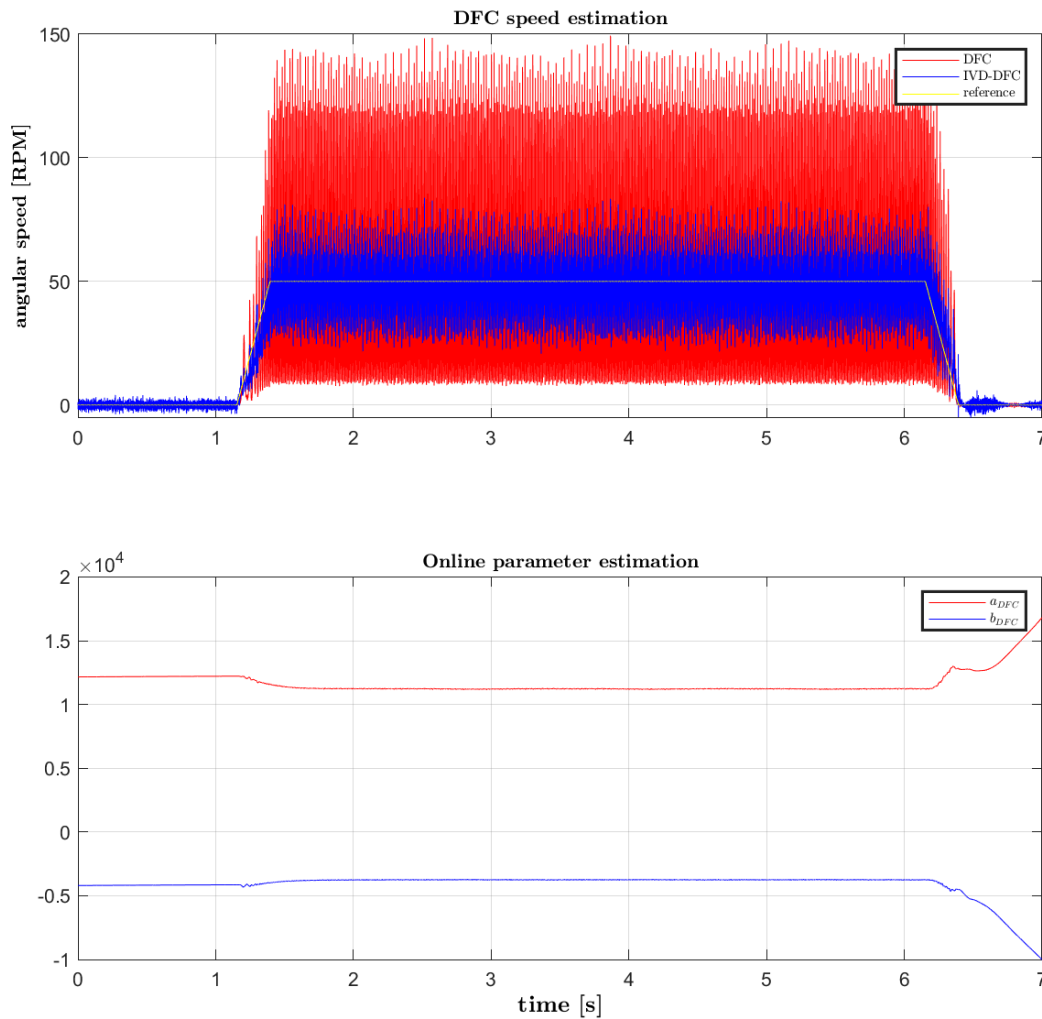 DFC speed estimation
150
100
50
0
angular speed [RPM]
DFC
IVD-DFC
reference
0 1 2 3 4 5 6 7
Online parameter estimation
×10⁴
2
1.5
1
0.5
0
-0.5
-1
a_DFC
b_DFC
0 1 2 3 4 5 6 7
time [s]